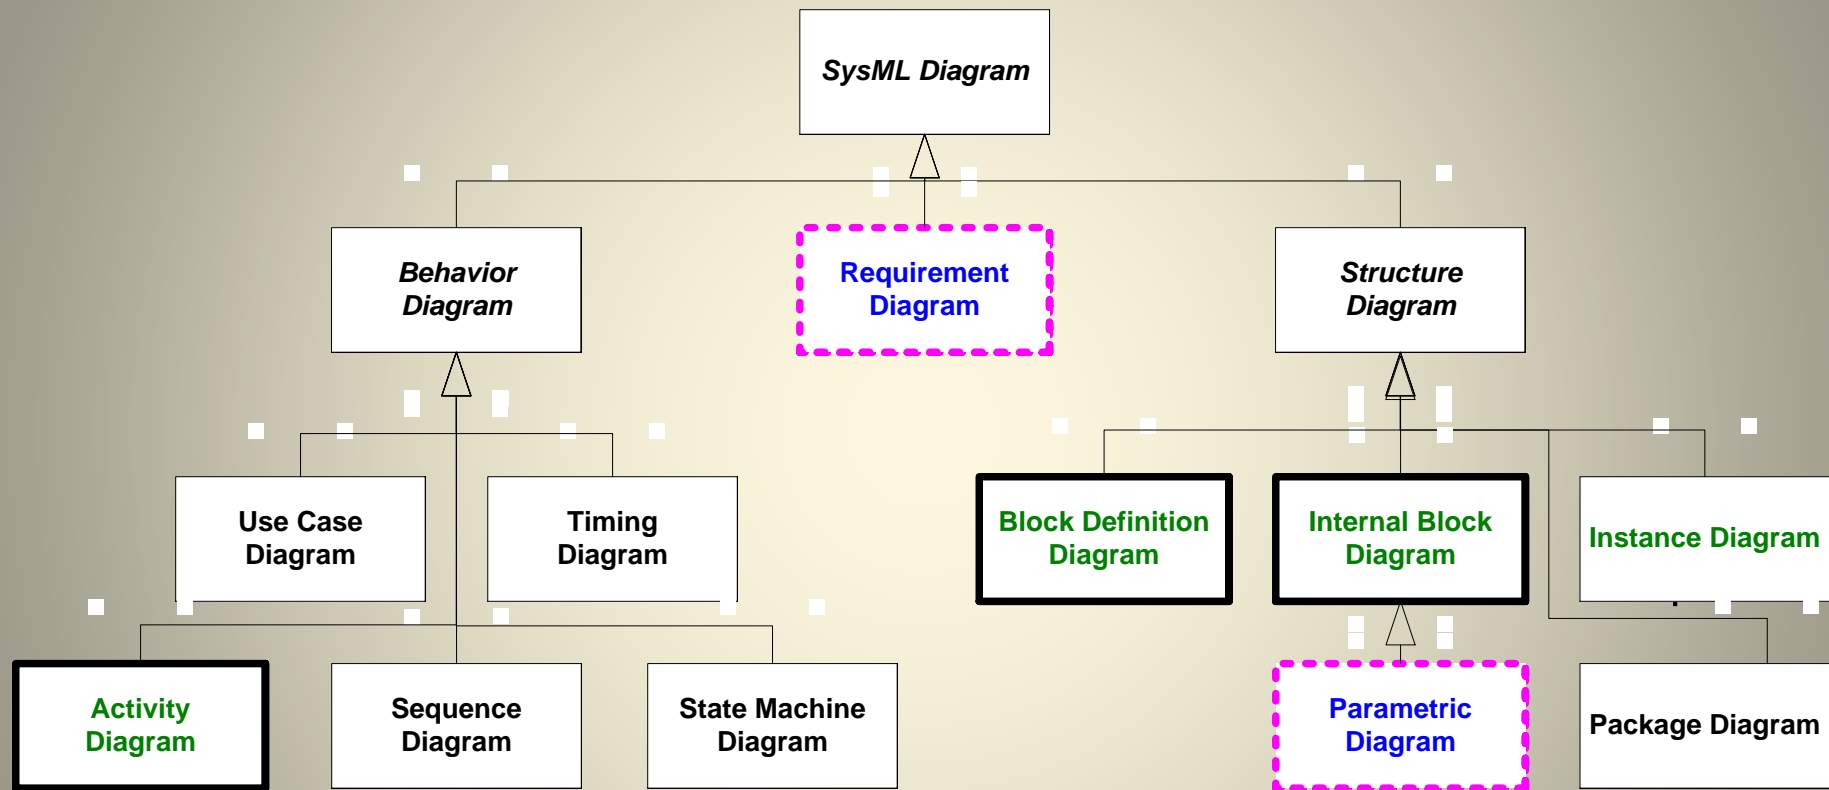 SysML Diagram
Behavior
Diagram
Requirement
Diagram
Structure
Diagram
Use Case
Diagram
Timing
Diagram
Block Definition
Diagram
Internal Block
Diagram
Instance Diagram
Activity
Diagram
Sequence
Diagram
State Machine
Diagram
Parametric
Diagram
Package Diagram